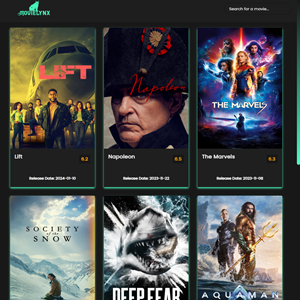 MOVIELYNX
Search for a movie...
LIFT
Napoleon
THE MARVELS
Lift
6.2
Napoleon
6.5
The Marvels
6.3
Release Date: 2024-01-10
Release Date: 2023-11-22
Release Date: 2023-11-08
SOCIETY
of the
SNOW
DEEP FEAR
AQUAMAN